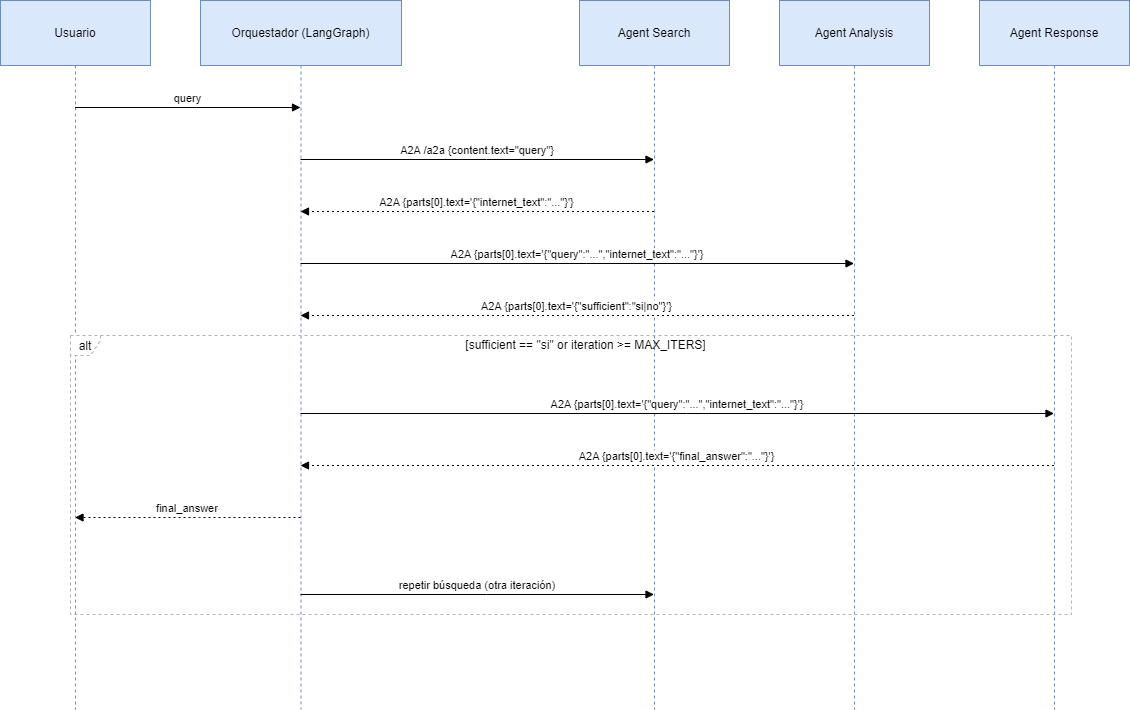 Usuario
Orquestador (LangGraph)
Agent Search
Agent Analysis
Agent Response
query
A2A /a2a {content.text="query"}
A2A {parts[0].text='{"internet_text":"..."}'}
A2A {parts[0].text='{"query":"...","internet_text":"..."}'}
A2A {parts[0].text='{"sufficient":"si|no"}'}
alt
[sufficient == "si" or iteration >= MAX_ITERS]
A2A {parts[0].text='{"query":"...","internet_text":"..."}'}
A2A {parts[0].text='{"final_answer":"..."}'}
final_answer
repetir búsqueda (otra iteración)